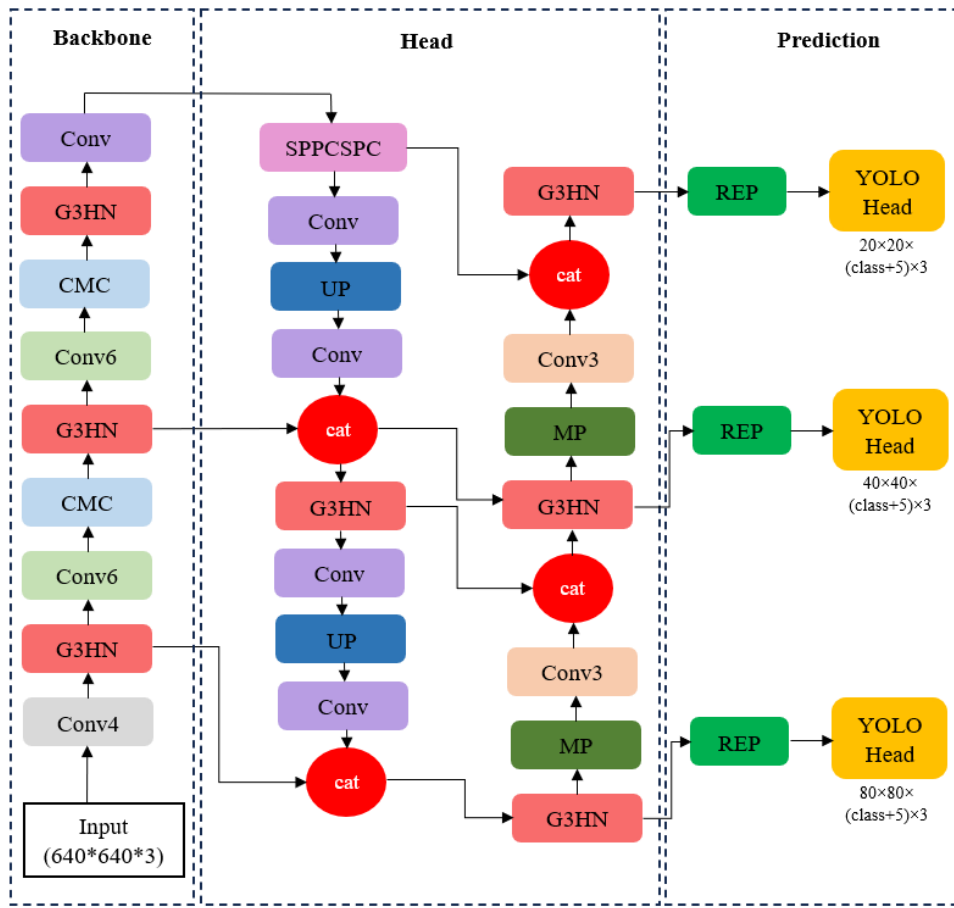 Backbone
Conv
G3HN
CMC
Conv6
G3HN
CMC
Conv6
G3HN
Conv4
Input
(640*640*3)
Head
SPPCSPC
Conv
UP
Conv
cat
G3HN
Conv
UP
Conv
cat
G3HN
cat
Conv3
MP
G3HN
cat
Conv3
MP
G3HN
Prediction
REP
YOLO
Head
20×20×
(class+5)×3
REP
YOLO
Head
40×40×
(class+5)×3
REP
YOLO
Head
80×80×
(class+5)×3